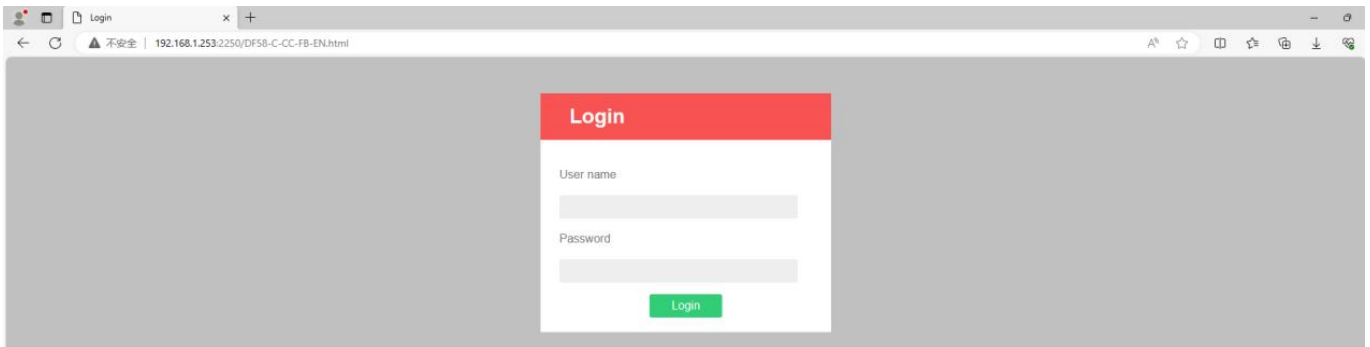 Login
不安全 192.168.1.253:2250/DF58-C-CC-FB-EN.html
Login
User name
Password
Login